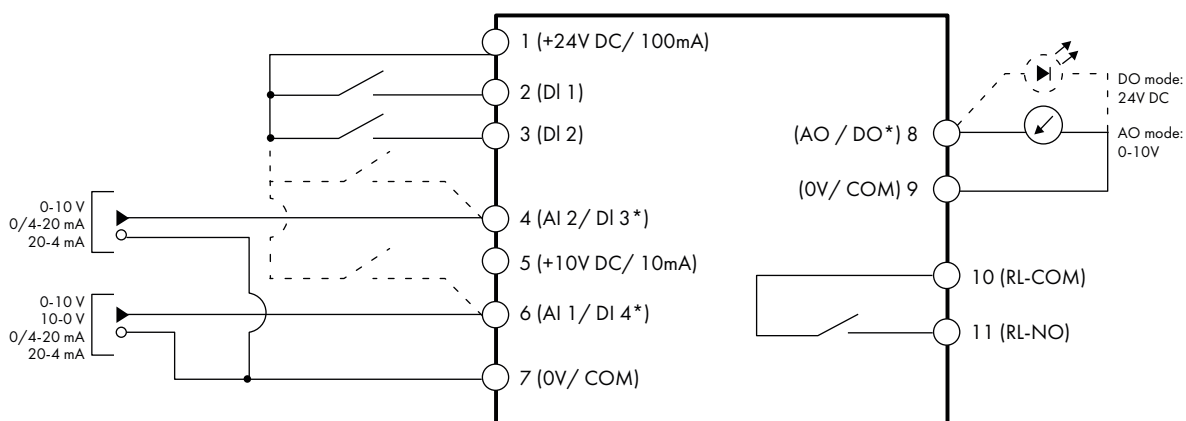 1 (+24V DC/ 100mA)
2 (DI 1)
3 (DI 2)
0-10 V
0/4-20 mA
20-4 mA
4 (AI 2/ DI 3*)
5 (+10V DC/ 10mA)
0-10 V
10-0 V
0/4-20 mA
20-4 mA
6 (AI 1/ DI 4*)
7 (0V/ COM)
DO mode:
24V DC
(AO / DO*) 8
AO mode:
0-10V
(0V/ COM) 9
10 (RL-COM)
11 (RL-NO)